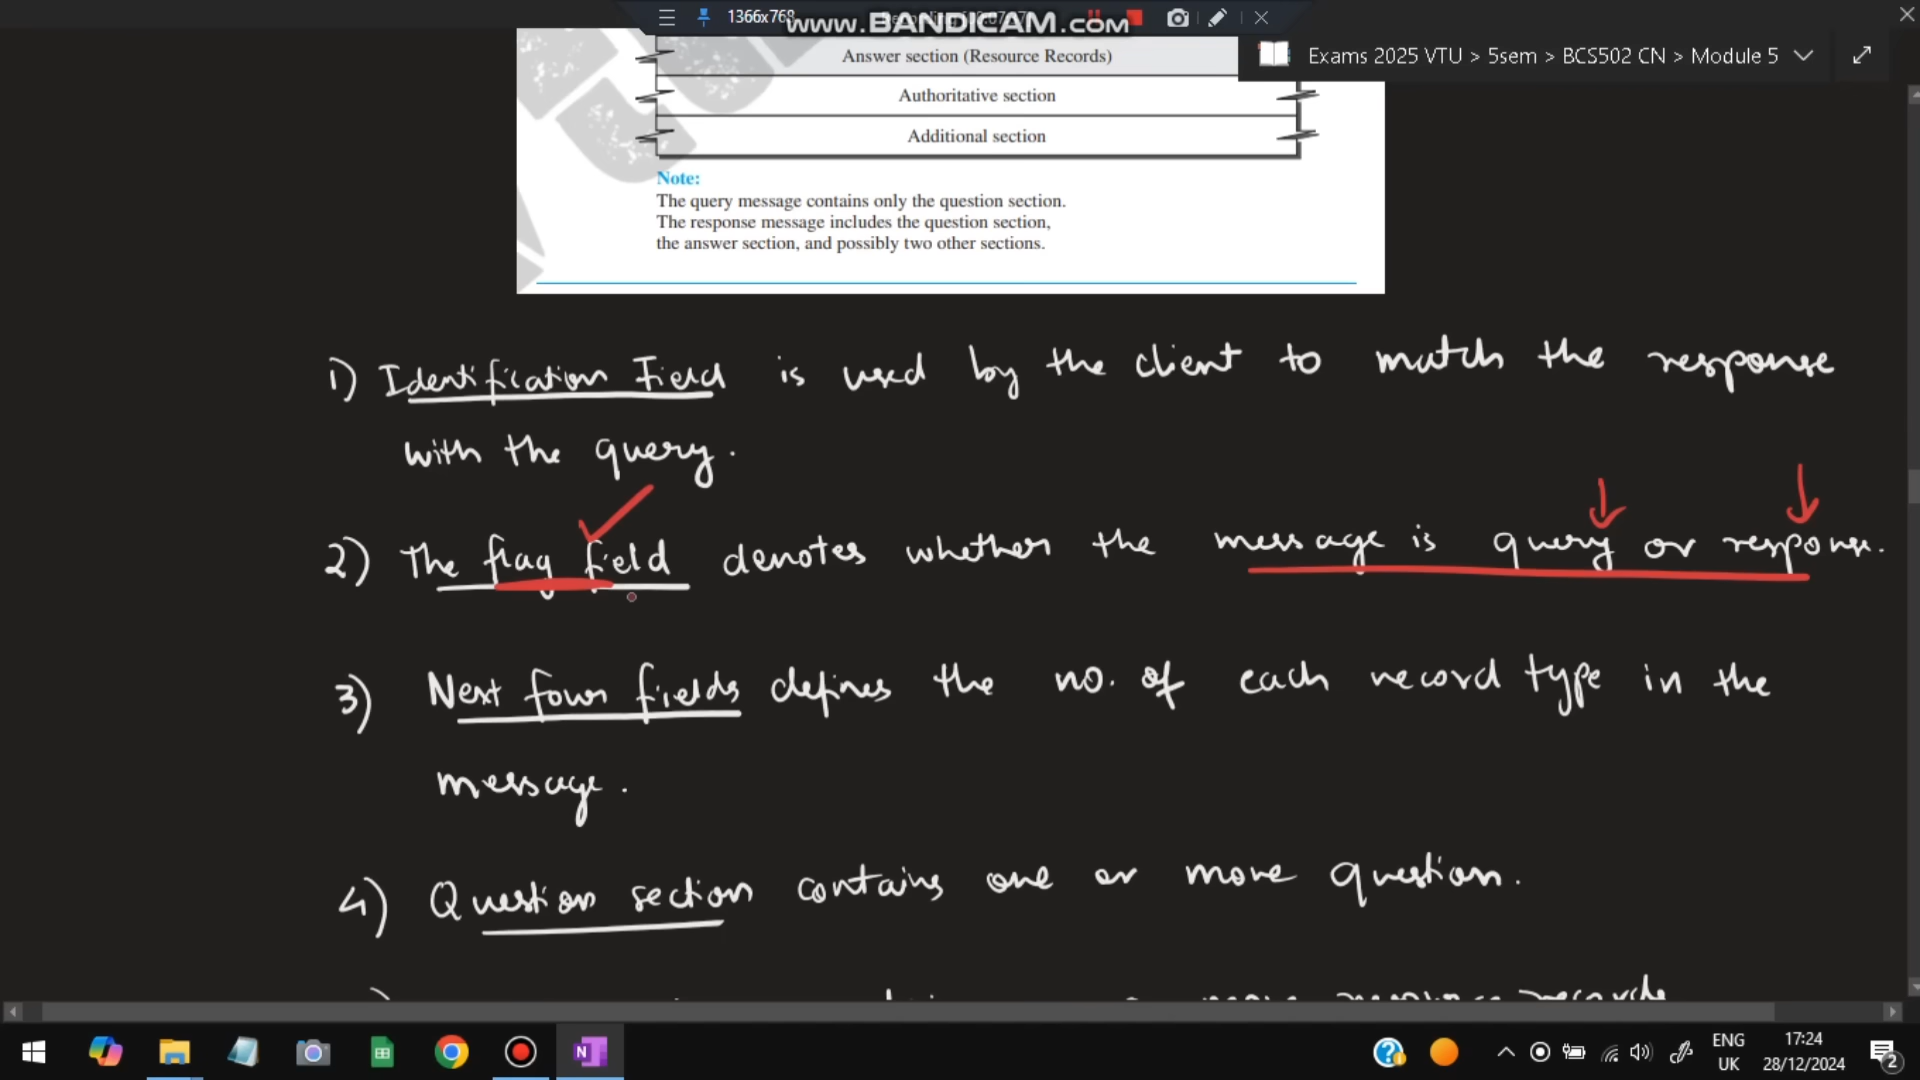 1366x768
www.BANDICAM.com
Answer section (Resource Records)
Exams 2025 VTU > 5sem > BCS502 CN > Module 5
Authoritative section
Additional section
Note:
The query message contains only the question section.
The response message includes the question section,
the answer section, and possibly two other sections.
1) Identification Field is used by the client to match the response
with the query.
2) The flag field denotes whether the message is query or response.
3) Next four fields defines the no. of each record type in the
message.
4) Question section contains one or more question.
ENG
UK
17:24
28/12/2024
2